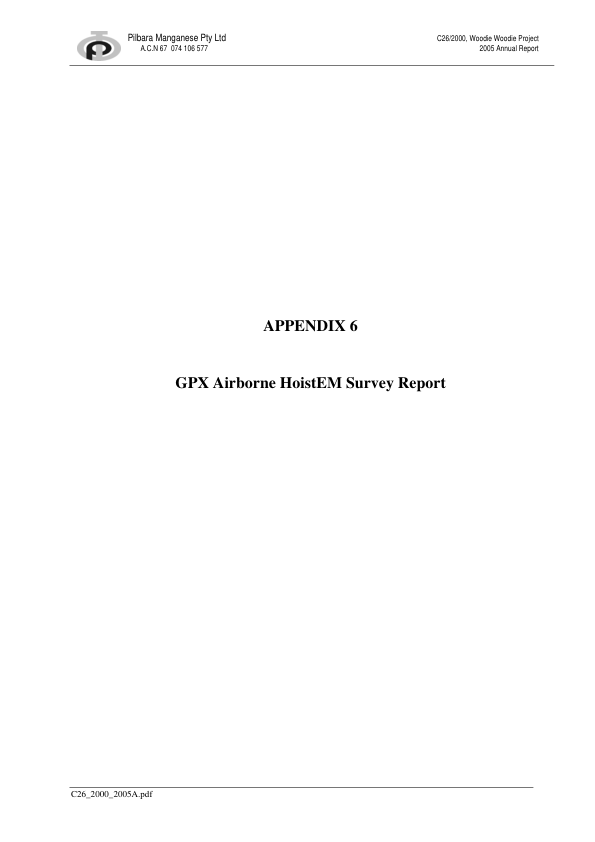 Pilbara Manganese Pty Ltd
A.C.N 67 074 106 577
C26/2000, Woodie Woodie Project
2005 Annual Report
APPENDIX 6
GPX Airborne HoistEM Survey Report
C26_2000_2005A.pdf